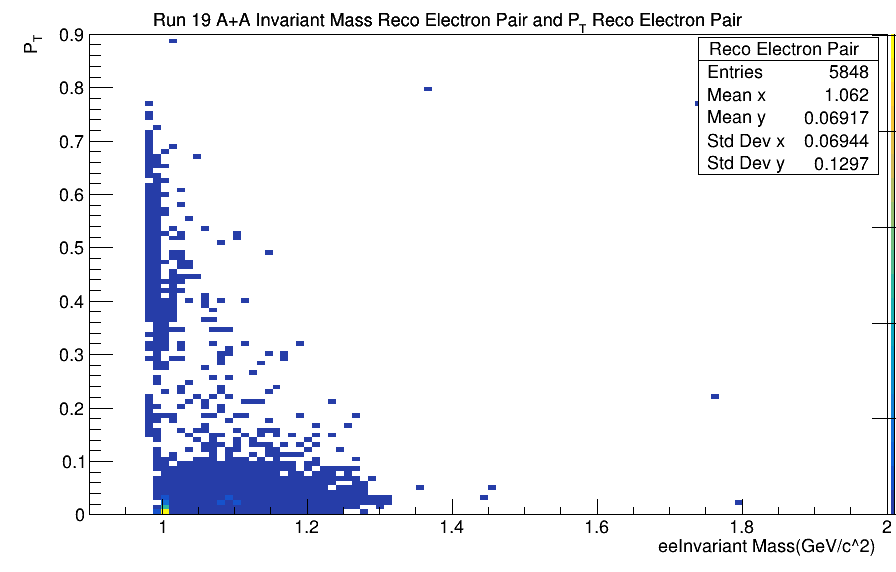 Run 19 A+A Invariant Mass Reco Electron Pair and P_T Reco Electron Pair
P_T
Reco Electron Pair
Entries 5848
Mean x 1.062
Mean y 0.06917
Std Dev x 0.06944
Std Dev y 0.1297
0.9
0.8
0.7
0.6
0.5
0.4
0.3
0.2
0.1
0
1 1.2 1.4 1.6 1.8 2
eeInvariant Mass(GeV/c^2)